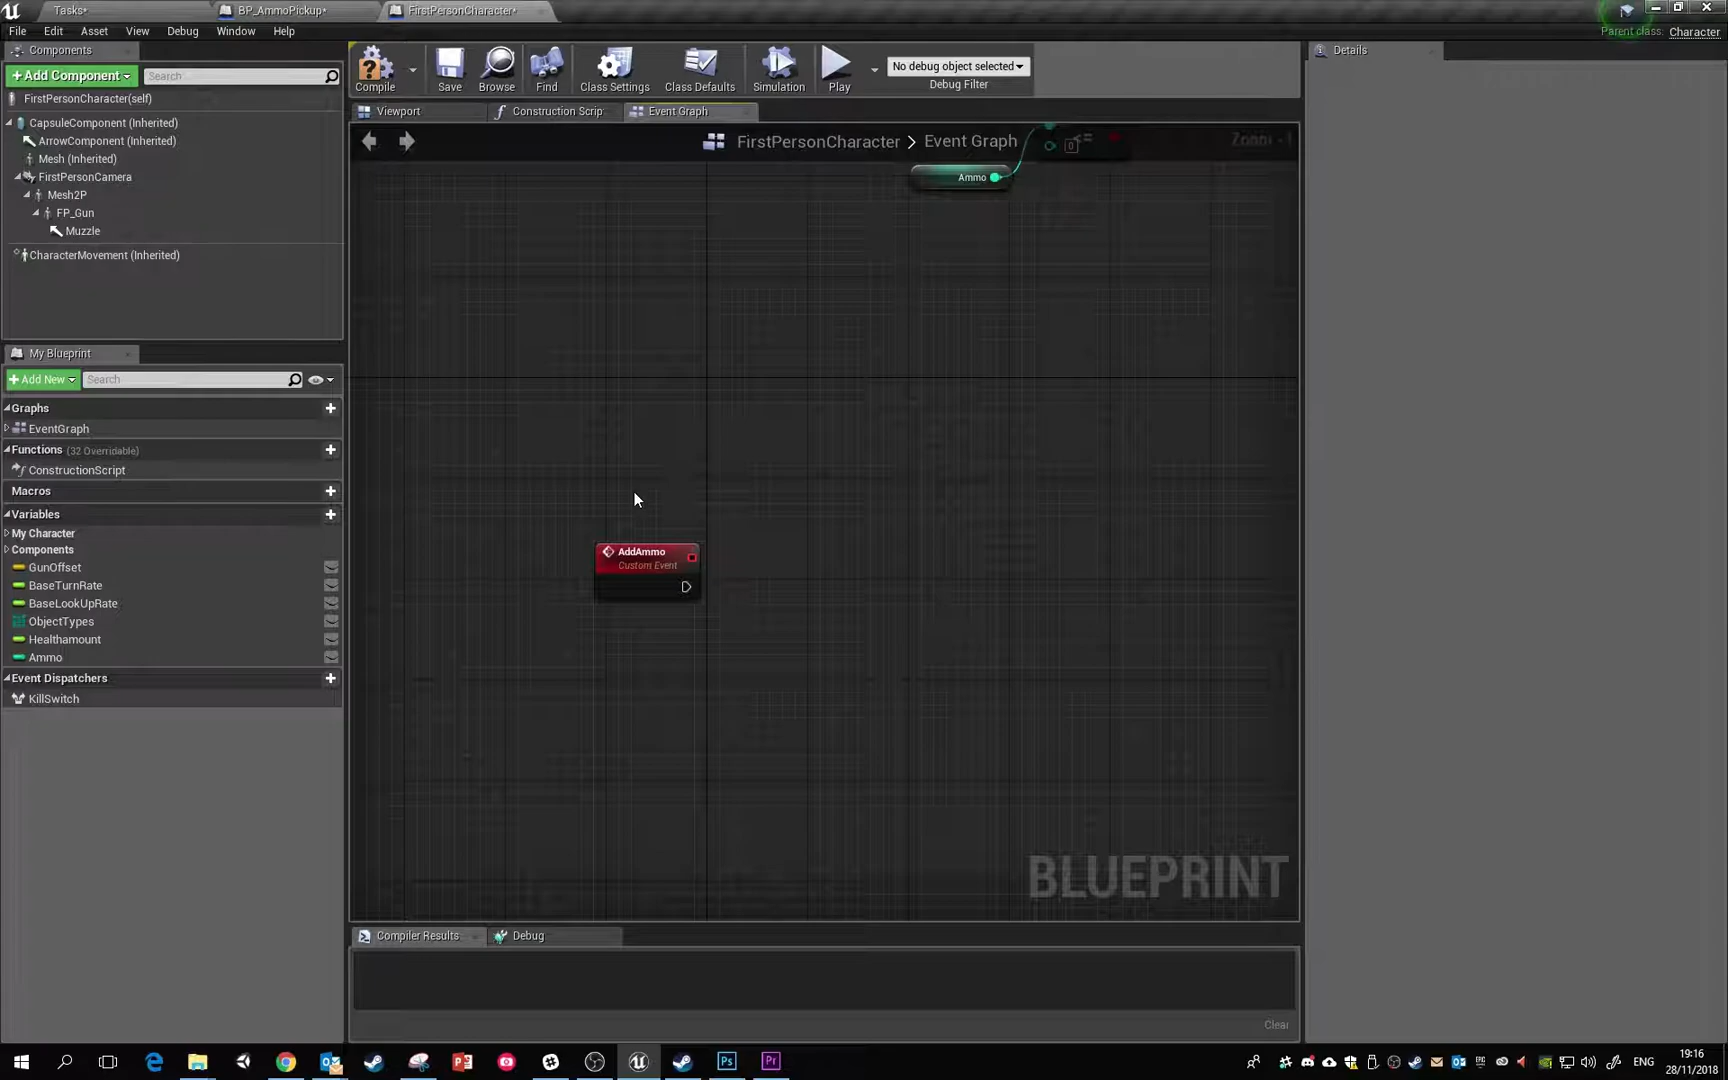 Tasks*
BP_AmmoPickup*
FirstPersonCharacter*
File Edit Asset View Debug Window Help
Parent class: Character
Components
+Add Component
Search
FirstPersonCharacter(self)
CapsuleComponent (Inherited)
ArrowComponent (Inherited)
Mesh (Inherited)
FirstPersonCamera
Mesh2P
FP_Gun
Muzzle
CharacterMovement (Inherited)
Compile
Save
Browse
Find
Class Settings
Class Defaults
Simulation
Play
No debug object selected
Debug Filter
Viewport
Construction Scrip
Event Graph
FirstPersonCharacter > Event Graph
0
Ammo
AddAmmo
Custom Event
BLUEPRINT
My Blueprint
+Add New
Search
Graphs
EventGraph
Functions (32 Overridable)
ConstructionScript
Macros
Variables
My Character
Components
GunOffset
BaseTurnRate
BaseLookUpRate
ObjectTypes
Healthamount
Ammo
Event Dispatchers
KillSwitch
Compiler Results
Debug
Clear
Details
ENG
19:16
28/11/2018